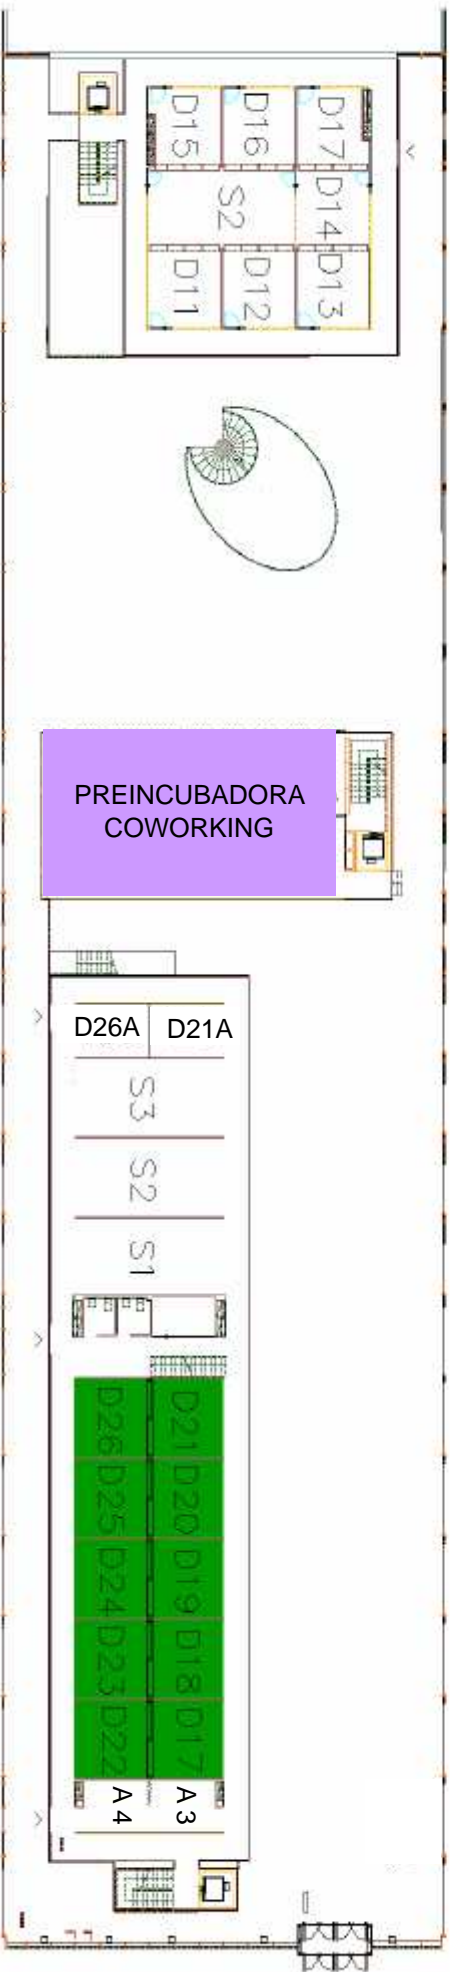 D15
D16
D17
S2
D14
D11
D12
D13
PREINCUBADORA
COWORKING
D26A
D21A
S3
S2
S1
D26
D21
D25
D20
D24
D19
D23
D18
D22
D17
A 4
A 3